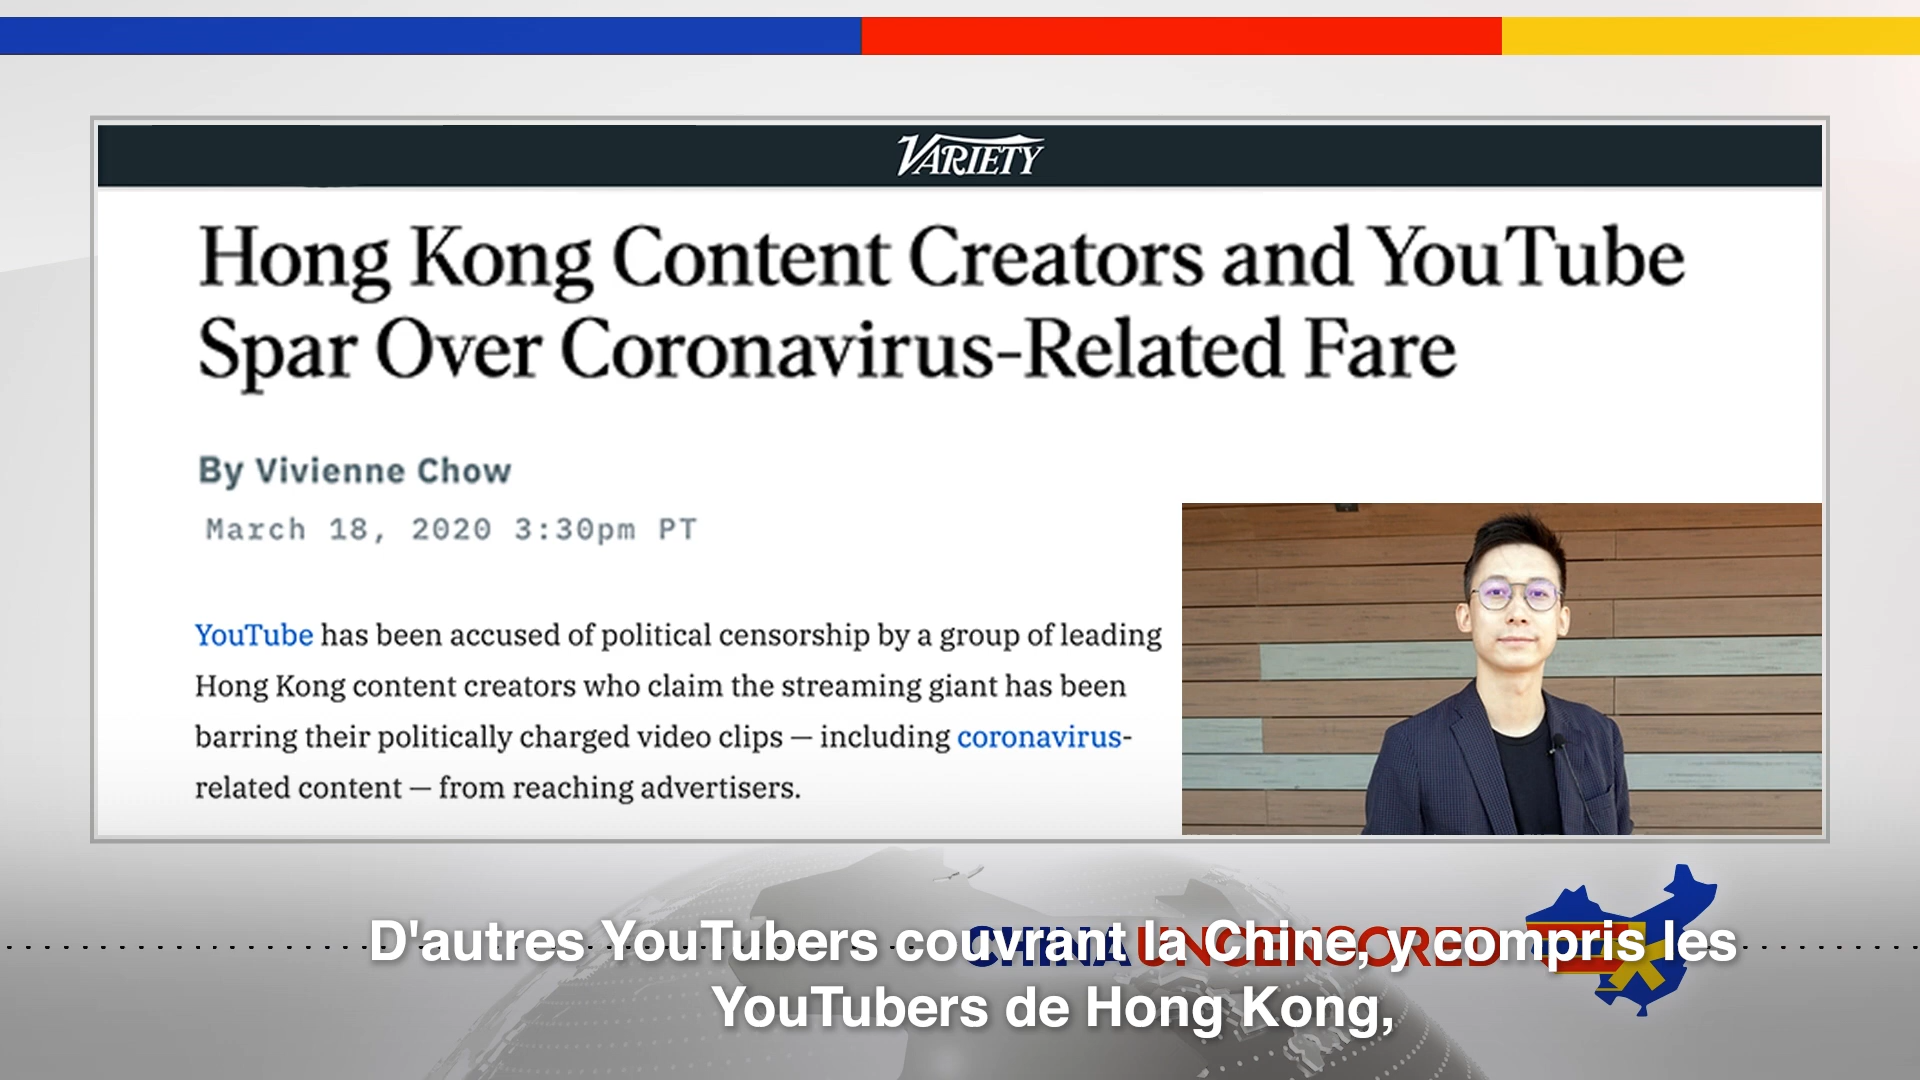 VARIETY
Hong Kong Content Creators and YouTube
Spar Over Coronavirus-Related Fare
By Vivienne Chow
March 18, 2020 3:30pm PT
YouTube has been accused of political censorship by a group of leading
Hong Kong content creators who claim the streaming giant has been
barring their politically charged video clips — including coronavirus-
related content — from reaching advertisers.
CHINA UNCENSORED
D'autres YouTubers couvrant la Chine, y compris les
YouTubers de Hong Kong,